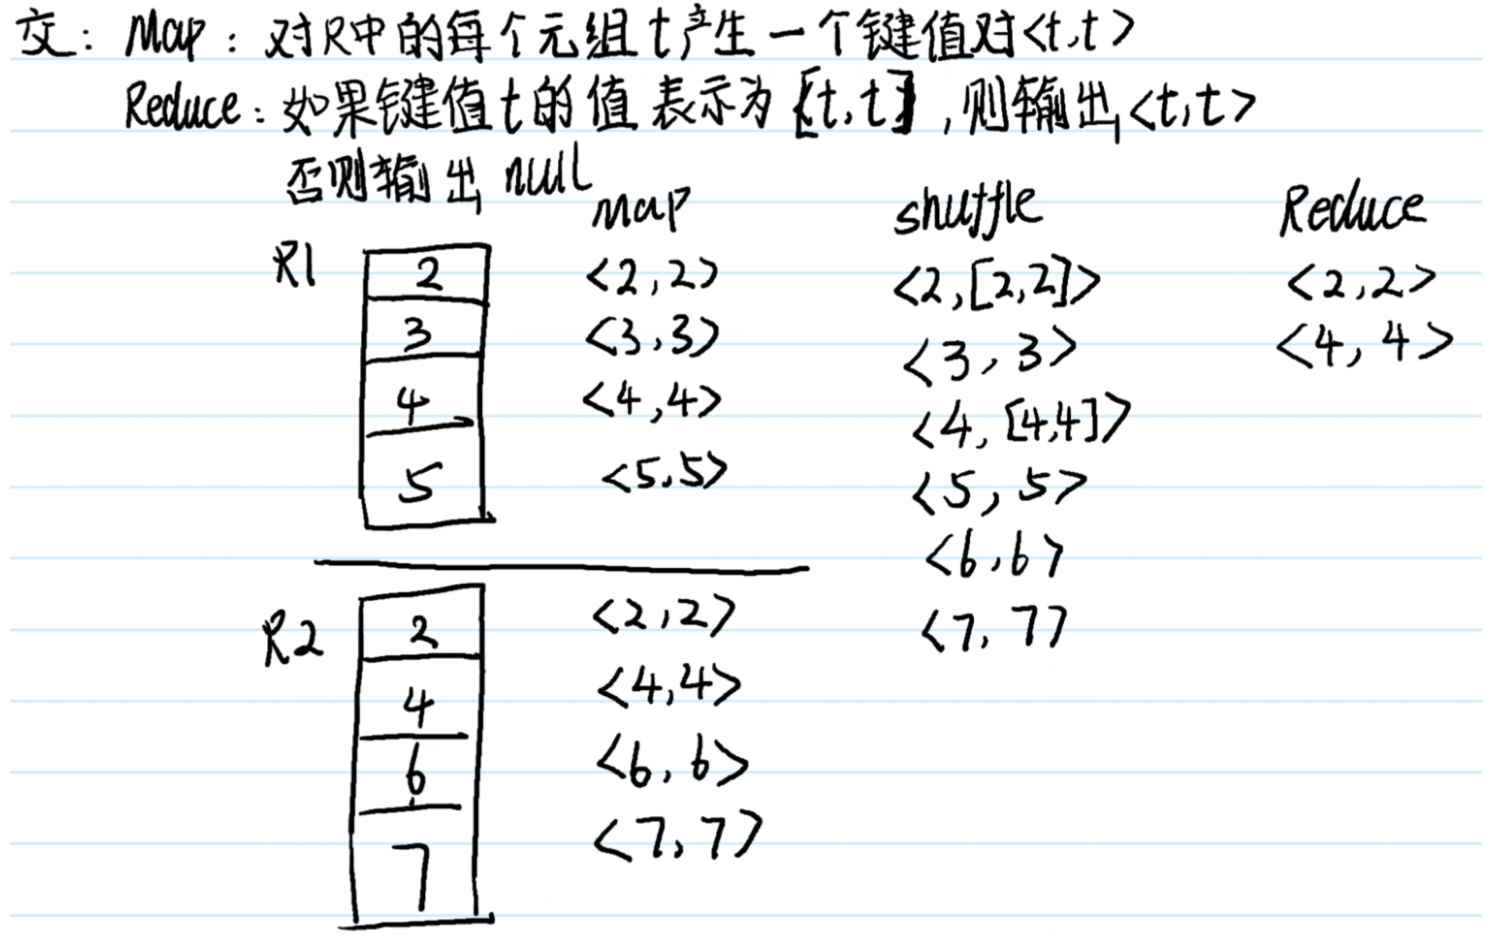 交: Map: 对R中的每个元组t产生一个键值对<t,t>
Reduce: 如果键值t的值表示为[t,t],则输出<t,t>
否则输出null
map shuffle Reduce
R1 2 <2,2> <2,[2,2]> <2,2>
3 <3,3> <3,3> <4,4>
4 <4,4> <4,[4,4]>
5 <5,5> <5,5>
<6,6>
R2 2 <2,2> <7,7>
4 <4,4>
6 <6,6>
7 <7,7>